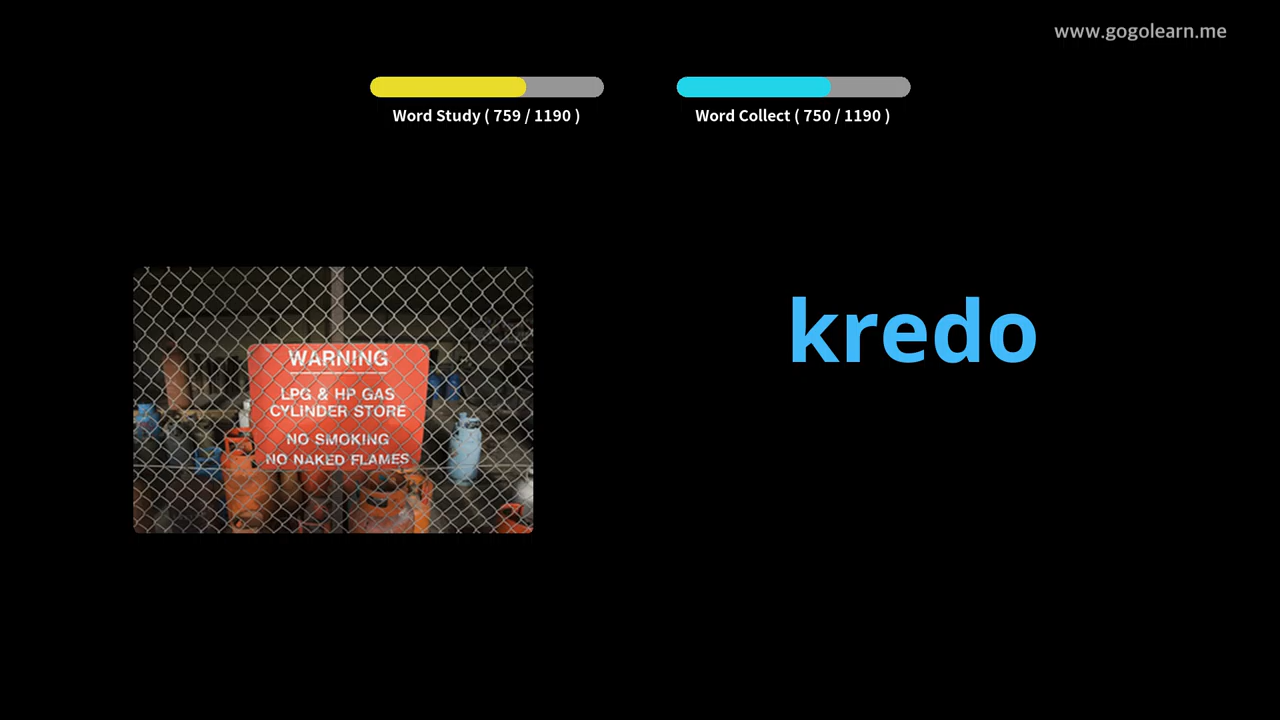 www.gogolearn.me
Word Study ( 759 / 1190 )
Word Collect ( 750 / 1190 )
kredo
WARNING
LPG & HP GAS
CYLINDER STORE
NO SMOKING
NO NAKED FLAMES